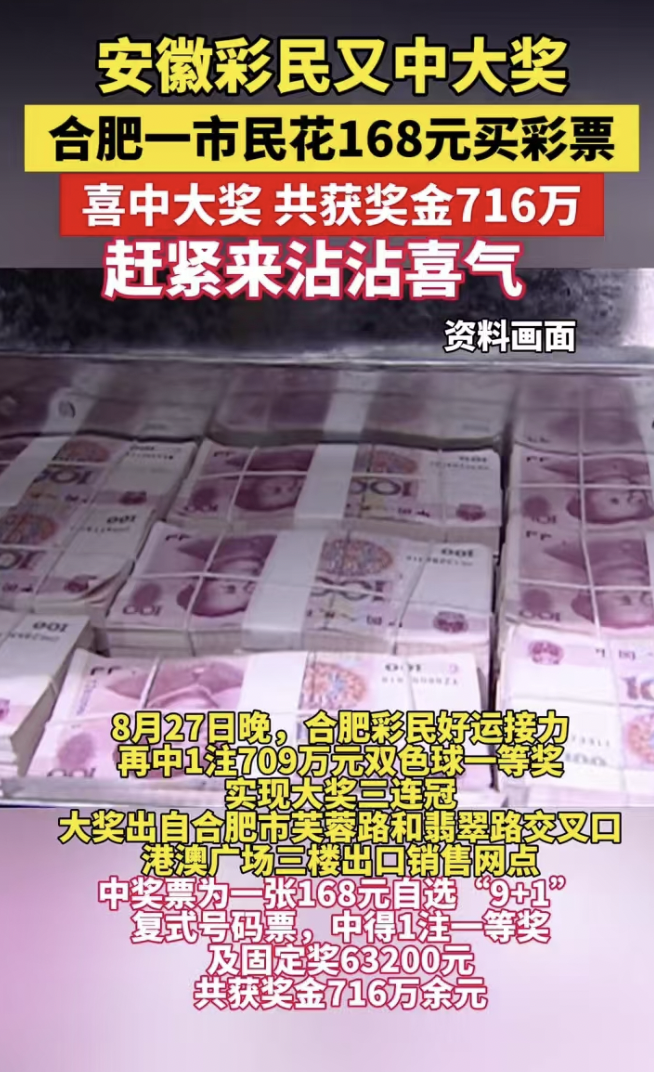 安徽彩民又中大奖
合肥一市民花168元买彩票
喜中大奖 共获奖金716万
赶紧来沾沾喜气
资料画面
8月27日晚，合肥彩民好运接力
再中1注709万元双色球一等奖
实现大奖三连冠
大奖出自合肥市芙蓉路和翡翠路交叉口
港澳广场三楼出口销售网点
中奖票为一张168元自选“9+1”
复式号码票，中得1注一等奖
及固定奖63200元
共获奖金716万余元